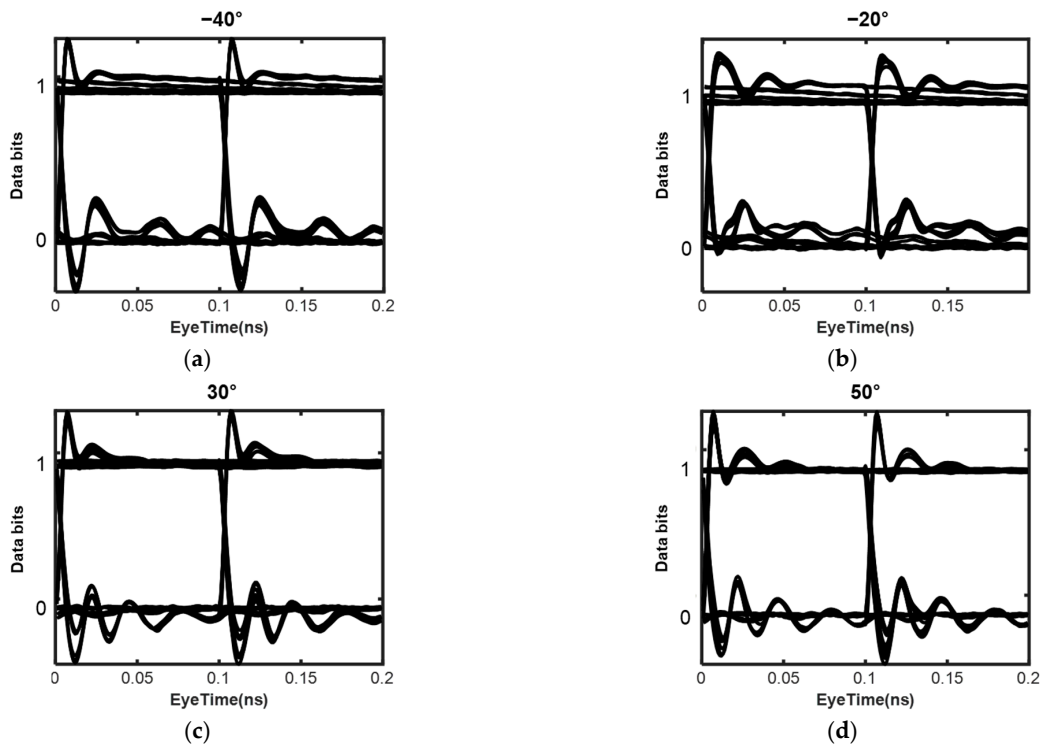 −40°
1
0
Data bits
0 0.05 0.1 0.15 0.2
EyeTime(ns)
(a)
−20°
1
0
Data bits
0 0.05 0.1 0.15
EyeTime(ns)
(b)
30°
1
0
Data bits
0 0.05 0.1 0.15 0.2
EyeTime(ns)
(c)
50°
1
0
Data bits
0 0.05 0.1 0.15 0.2
EyeTime(ns)
(d)